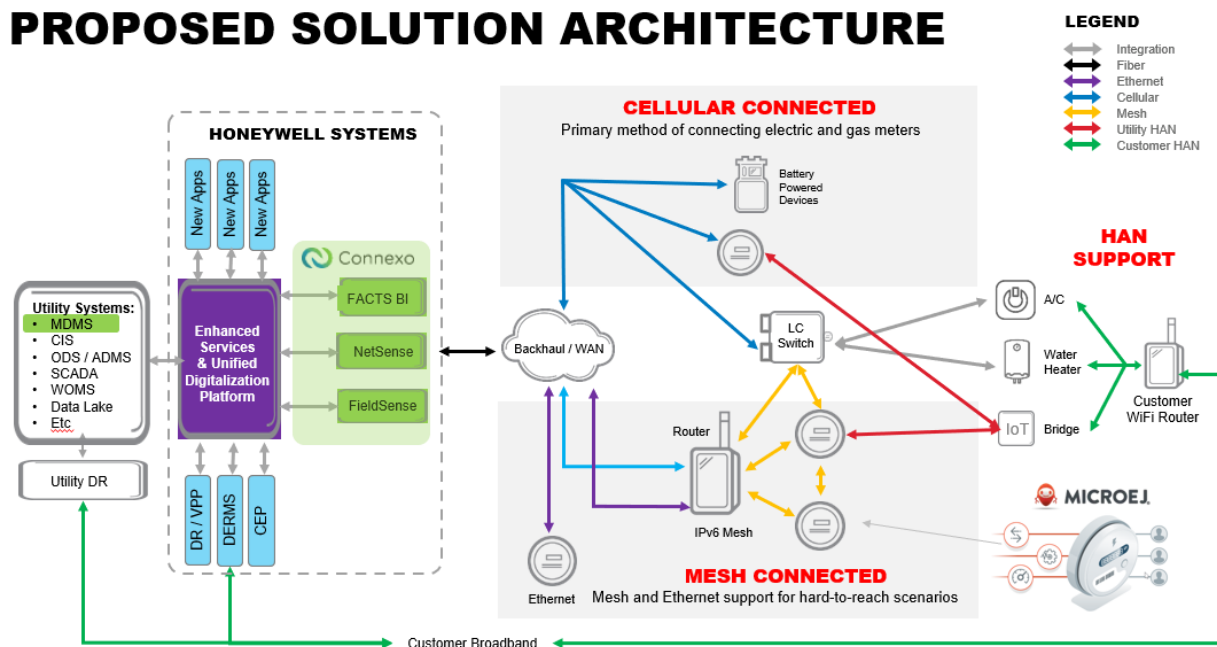 PROPOSED SOLUTION ARCHITECTURE
LEGEND
Integration
Fiber
Ethernet
Cellular
Mesh
Utility HAN
Customer HAN
HONEYWELL SYSTEMS
New Apps
New Apps
New Apps
Connexo
FACTS BI
NetSense
FieldSense
Enhanced
Services
& Unified
Digitalization
Platform
Utility Systems:
• MDMS
• CIS
• ODS / ADMS
• SCADA
• WOMS
• Data Lake
• Etc
Utility DR
DR / VPP
DERMS
CEP
CELLULAR CONNECTED
Primary method of connecting electric and gas meters
Battery
Powered
Devices
Backhaul / WAN
LC
Switch
Router
IPv6 Mesh
Ethernet
MESH CONNECTED
Mesh and Ethernet support for hard-to-reach scenarios
HAN
SUPPORT
A/C
Water
Heater
IoT
Bridge
Customer
WiFi Router
MICROEJ.
Customer Broadband